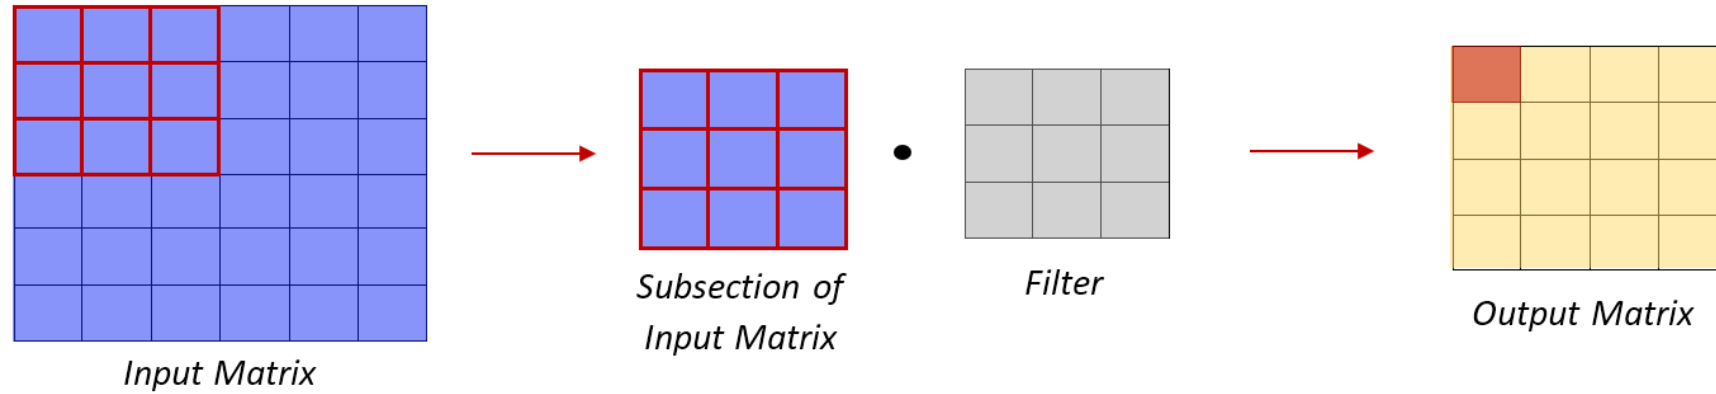 Input Matrix
Subsection of
Input Matrix
Filter
Output Matrix